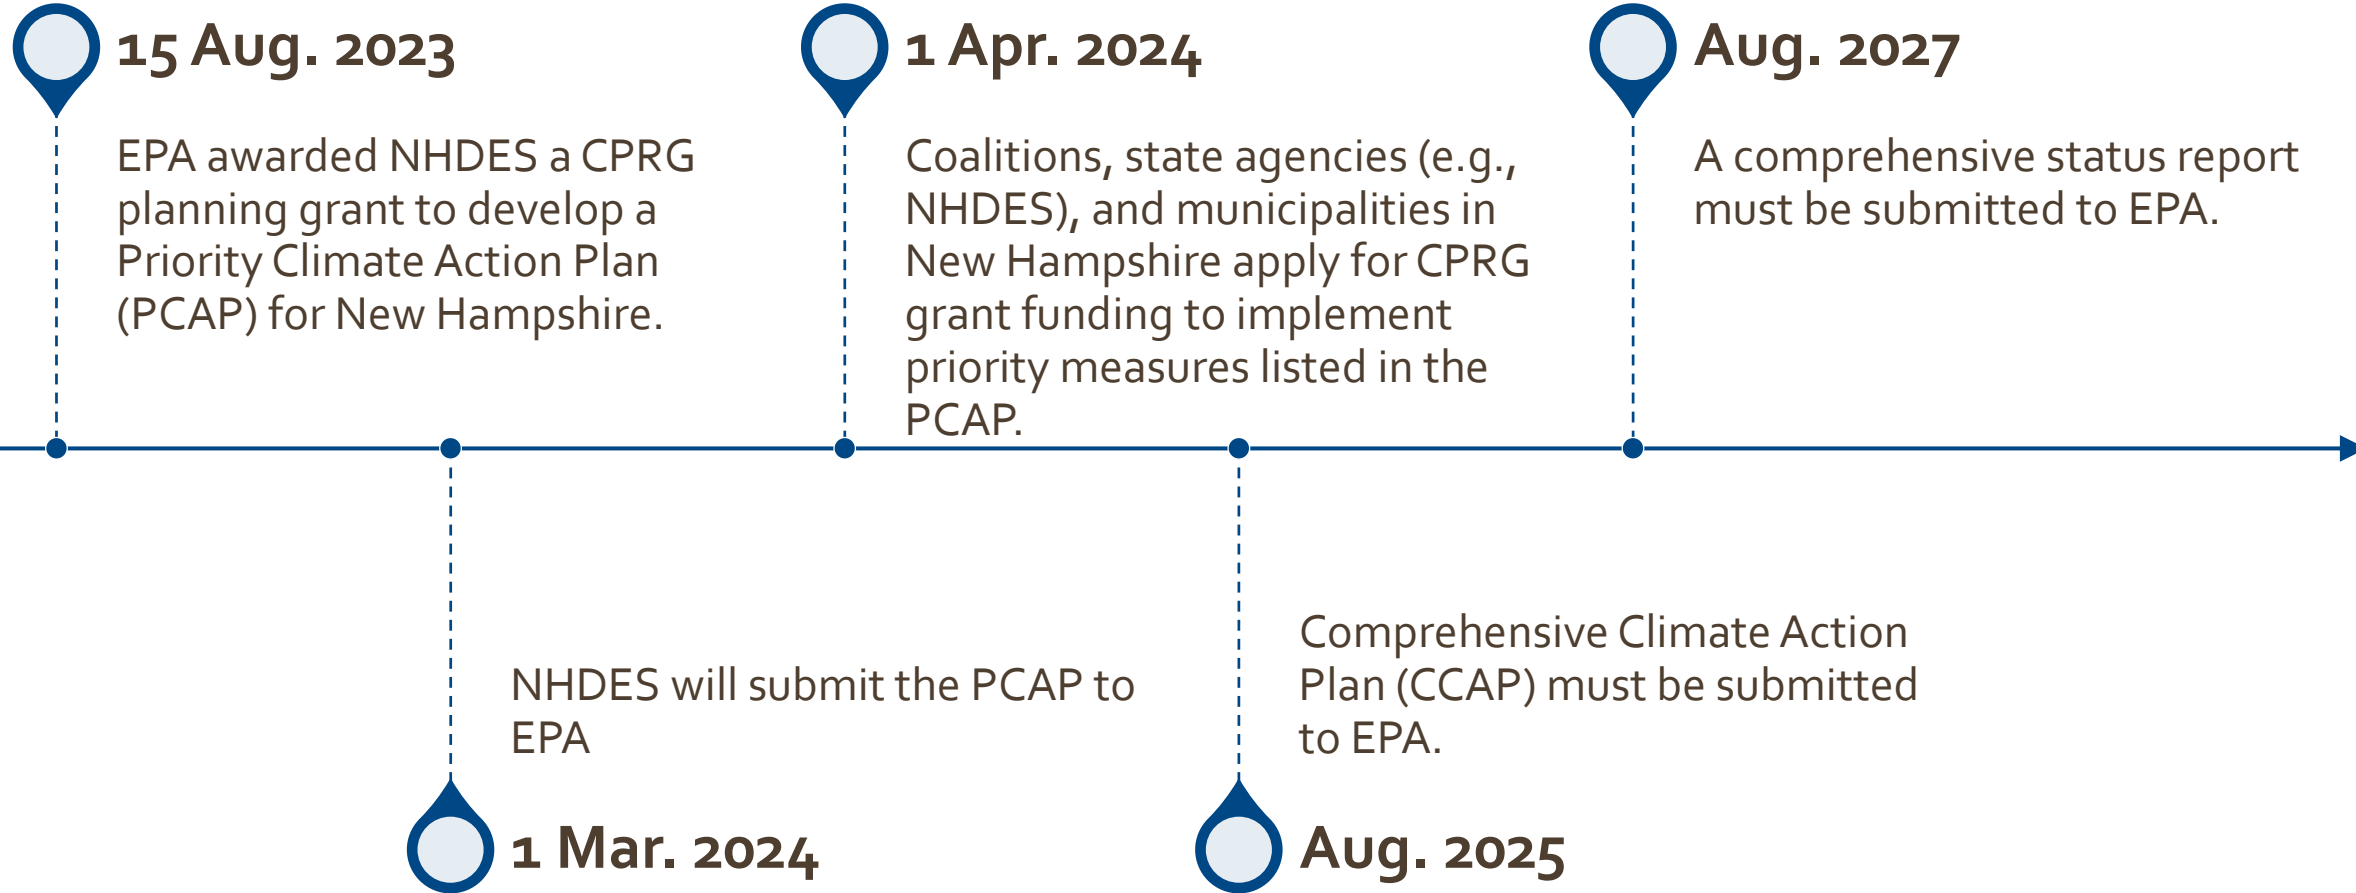 15 Aug. 2023
EPA awarded NHDES a CPRG
planning grant to develop a
Priority Climate Action Plan
(PCAP) for New Hampshire.
1 Apr. 2024
Coalitions, state agencies (e.g.,
NHDES), and municipalities in
New Hampshire apply for CPRG
grant funding to implement
priority measures listed in the
PCAP.
Aug. 2027
A comprehensive status report
must be submitted to EPA.
NHDES will submit the PCAP to
EPA
1 Mar. 2024
Comprehensive Climate Action
Plan (CCAP) must be submitted
to EPA.
Aug. 2025